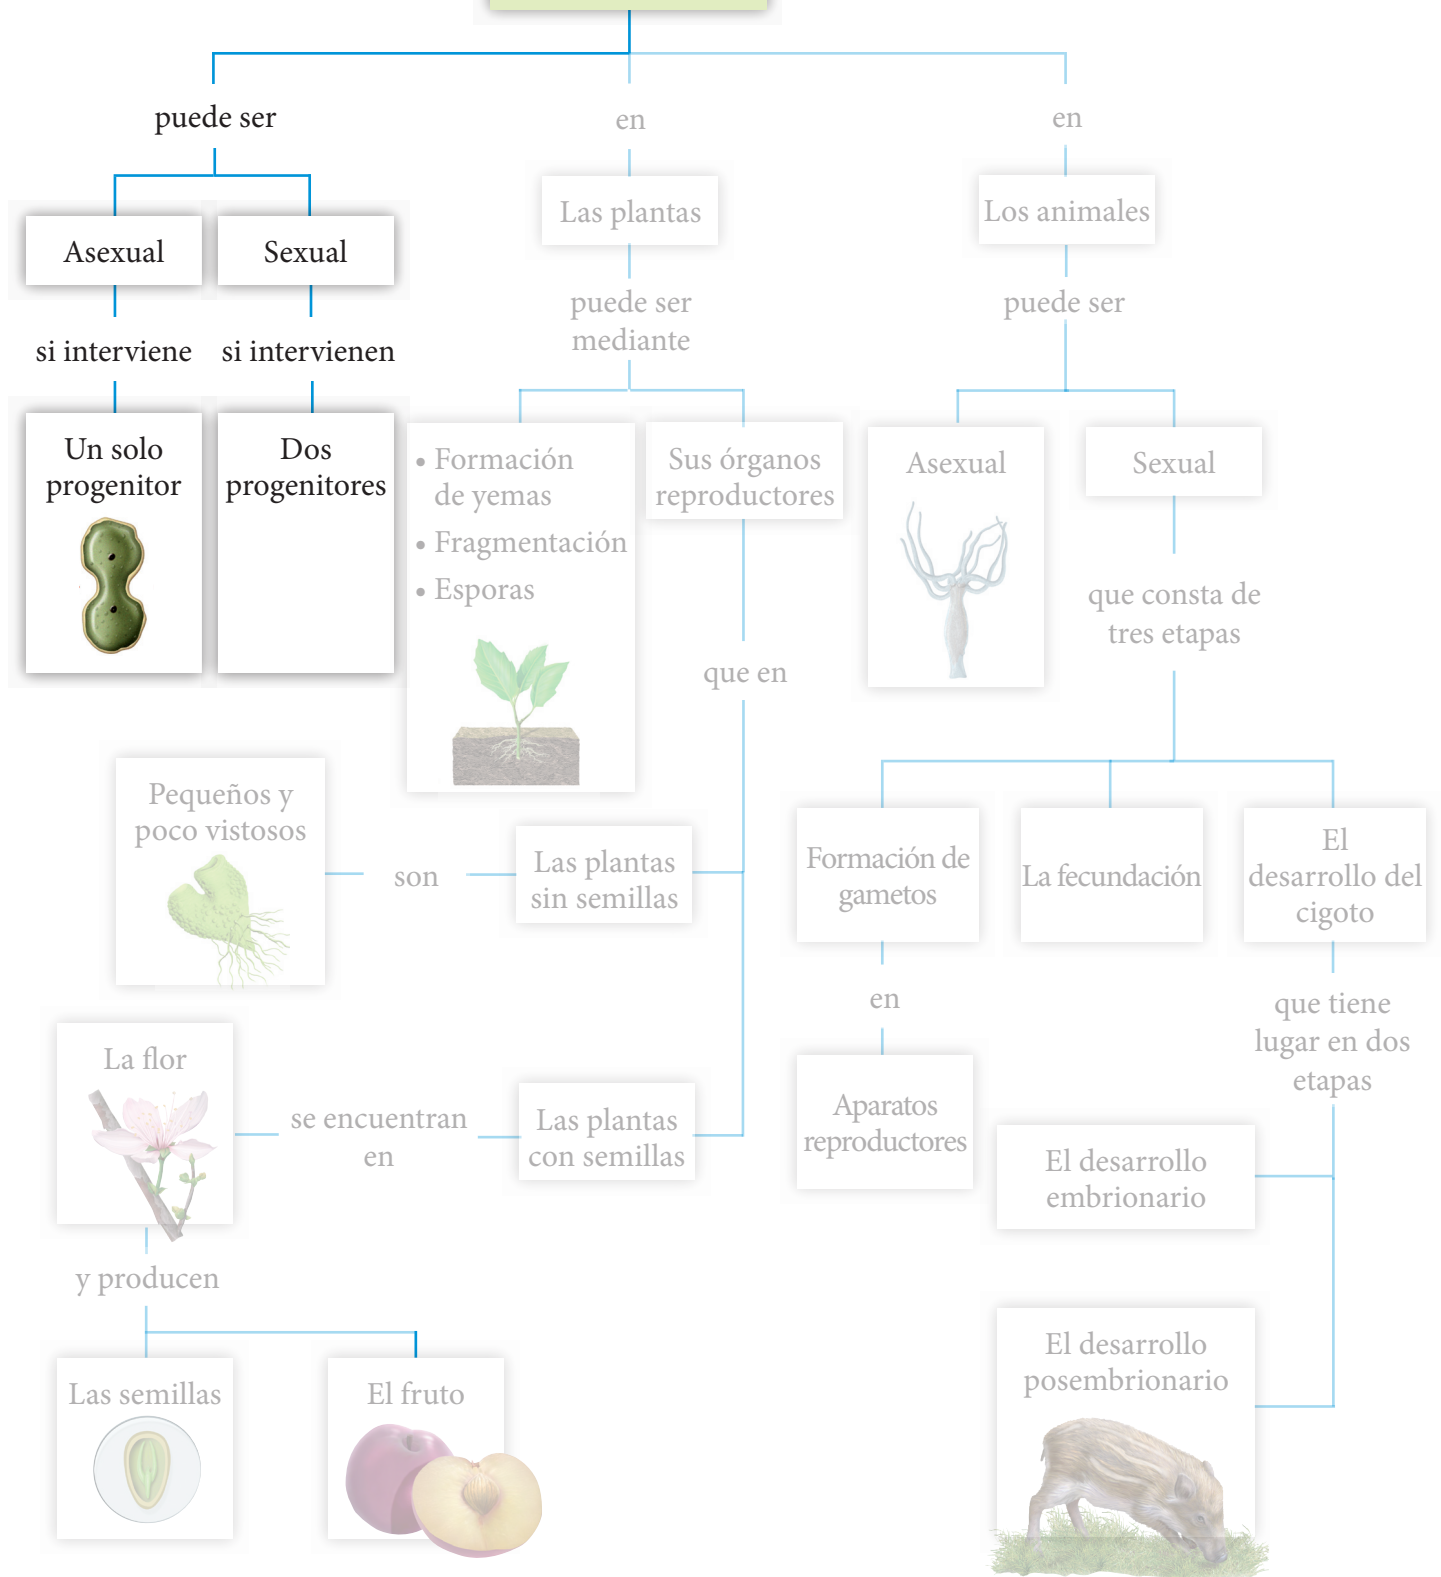 puede ser
Asexual
Sexual
si interviene
si intervienen
Un solo
progenitor
Dos
progenitores
en
Las plantas
puede ser
mediante
• Formación
de yemas
• Fragmentación
• Esporas
Sus órganos
reproductores
que en
Las plantas
sin semillas
son
Pequeños y
poco vistosos
Las plantas
con semillas
se encuentran
en
La flor
y producen
Las semillas
El fruto
en
Los animales
puede ser
Asexual
Sexual
que consta de
tres etapas
Formación de
gametos
en
Aparatos
reproductores
La fecundación
El
desarrollo del
cigoto
que tiene
lugar en dos
etapas
El desarrollo
embrionario
El desarrollo
posembrionario